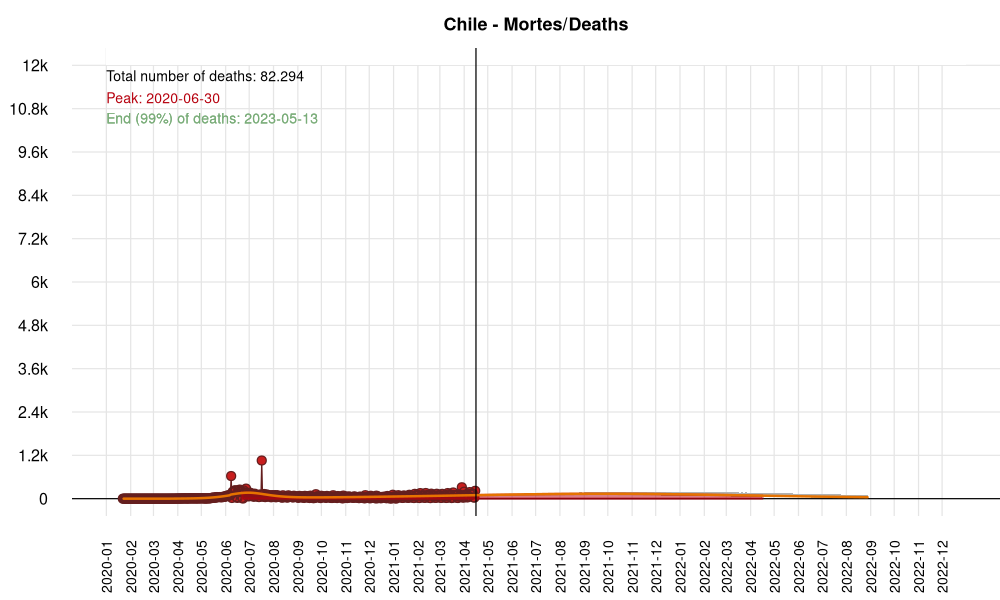 Chile - Mortes/Deaths
Total number of deaths: 82.294
Peak: 2020-06-30
End (99%) of deaths: 2023-05-13
12k
10.8k
9.6k
8.4k
7.2k
6k
4.8k
3.6k
2.4k
1.2k
0
2020-01
2020-02
2020-03
2020-04
2020-05
2020-06
2020-07
2020-08
2020-09
2020-10
2020-11
2020-12
2021-01
2021-03
2021-04
2021-05
2021-06
2021-07
2021-08
2021-09
2021-10
2021-11
2021-12
2022-01
2022-02
2022-03
2022-04
2022-05
2022-06
2022-07
2022-08
2022-09
2022-10
2022-11
2022-12